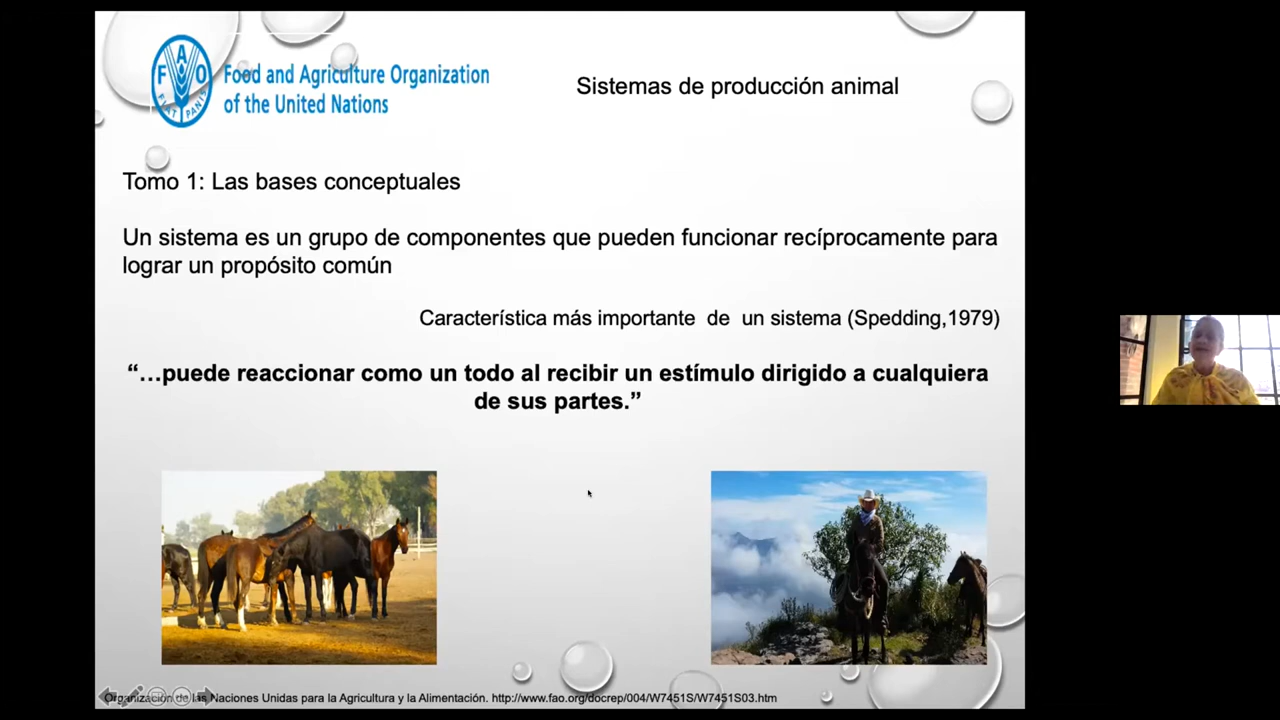 FAO
FIAT PANIS
Food and Agriculture Organization
of the United Nations
Sistemas de producción animal
Tomo 1: Las bases conceptuales
Un sistema es un grupo de componentes que pueden funcionar recíprocamente para
lograr un propósito común
Característica más importante de un sistema (Spedding,1979)
“…puede reaccionar como un todo al recibir un estímulo dirigido a cualquiera
de sus partes.”
Organización de las Naciones Unidas para la Agricultura y la Alimentación. http://www.fao.org/docrep/004/W7451S/W7451S03.htm